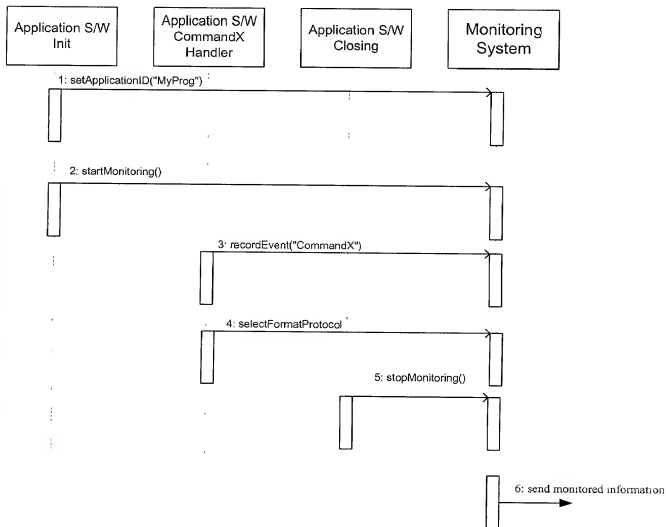 Application S/W
Init
Application S/W
CommandX
Handler
Application S/W
Closing
Monitoring
System
1: setApplicationID("MyProg")
2: startMonitoring()
3: recordEvent("CommandX")
4: selectFormatProtocol
5: stopMonitoring()
6: send monitored information